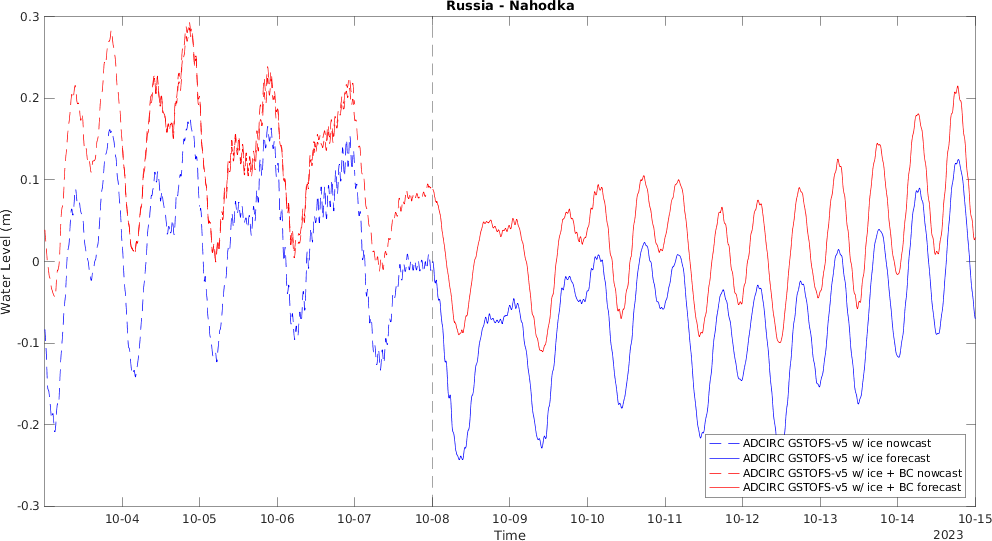 Russia - Nahodka
0.3
0.2
0.1
0
-0.1
-0.2
-0.3
Water Level (m)
10-04
10-05
10-06
10-07
10-08
10-09
10-10
10-11
10-12
10-13
10-14
10-15
Time
2023
ADCIRC GSTOFS-v5 w/ ice nowcast
ADCIRC GSTOFS-v5 w/ ice forecast
ADCIRC GSTOFS-v5 w/ ice + BC nowcast
ADCIRC GSTOFS-v5 w/ ice + BC forecast